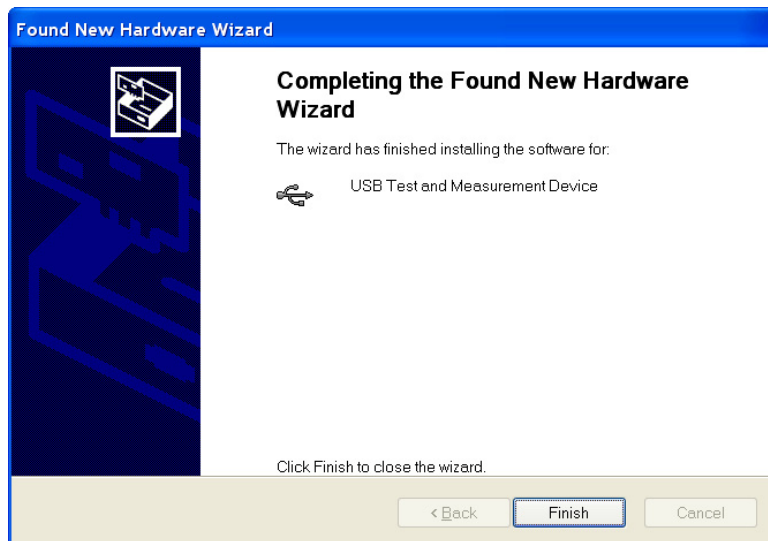 Found New Hardware Wizard
Completing the Found New Hardware
Wizard
The wizard has finished installing the software for:
USB Test and Measurement Device
Click Finish to close the wizard.
< Back
Finish
Cancel